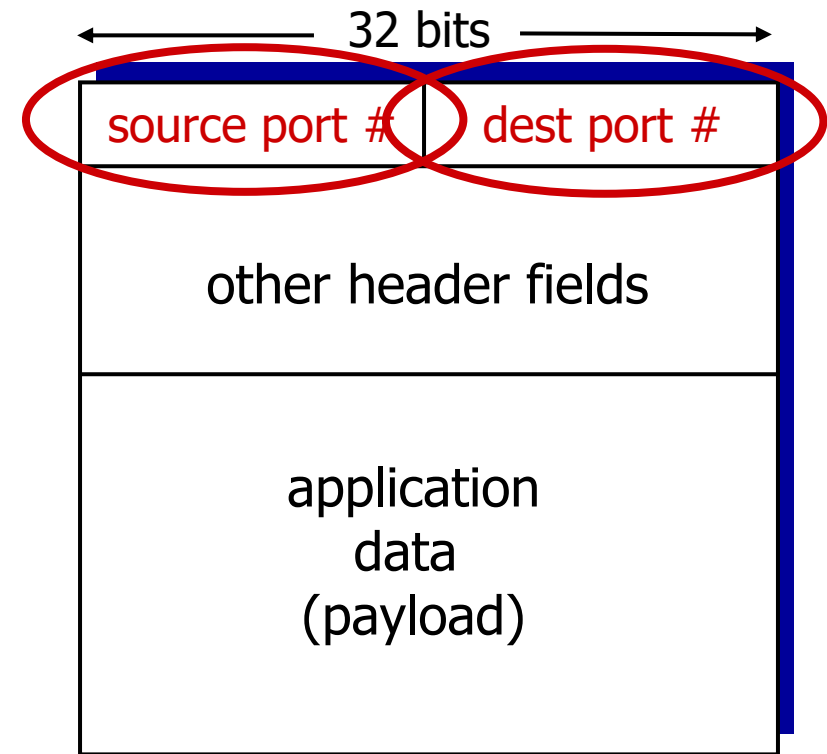 32 bits
source port # dest port #
other header fields
application
data
(payload)